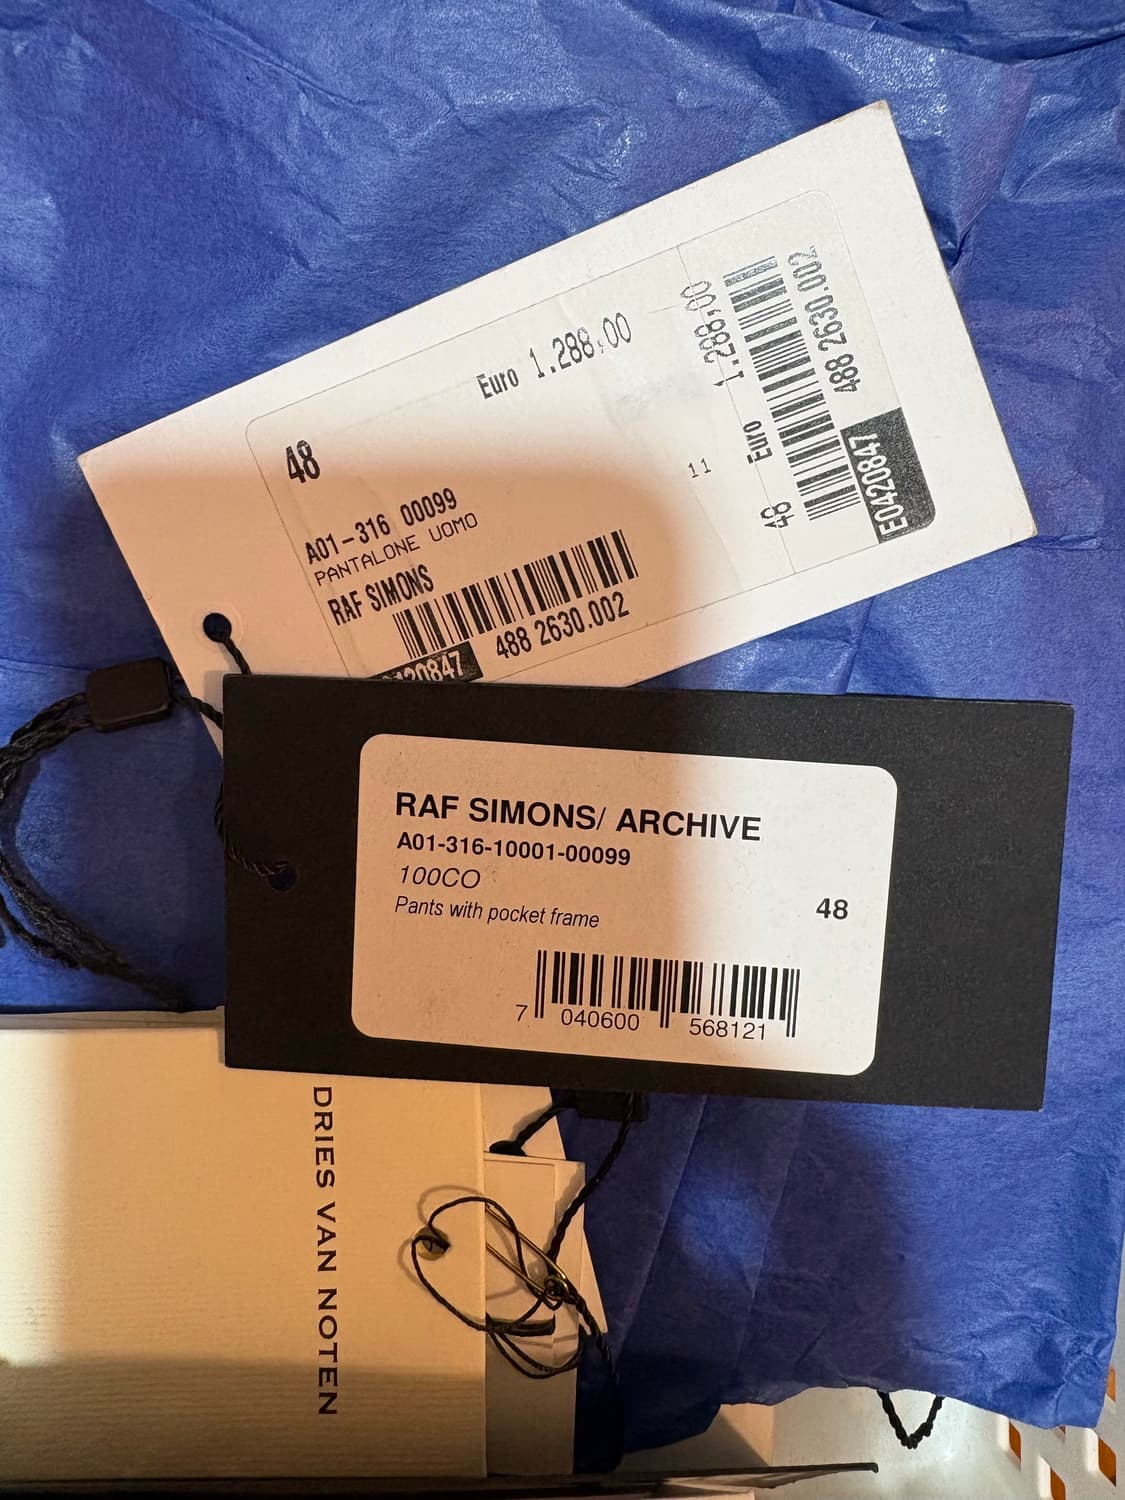 Euro 1.288,00
48
A01-316 00099
PANTALONE UOMO
RAF SIMONS
488 2630.002
20847
11
48 Euro 1.288,00
488 2630.002
E0420847
RAF SIMONS/ ARCHIVE
A01-316-10001-00099
100CO
Pants with pocket frame
48
7 040600 568121
DRIES VAN NOTEN